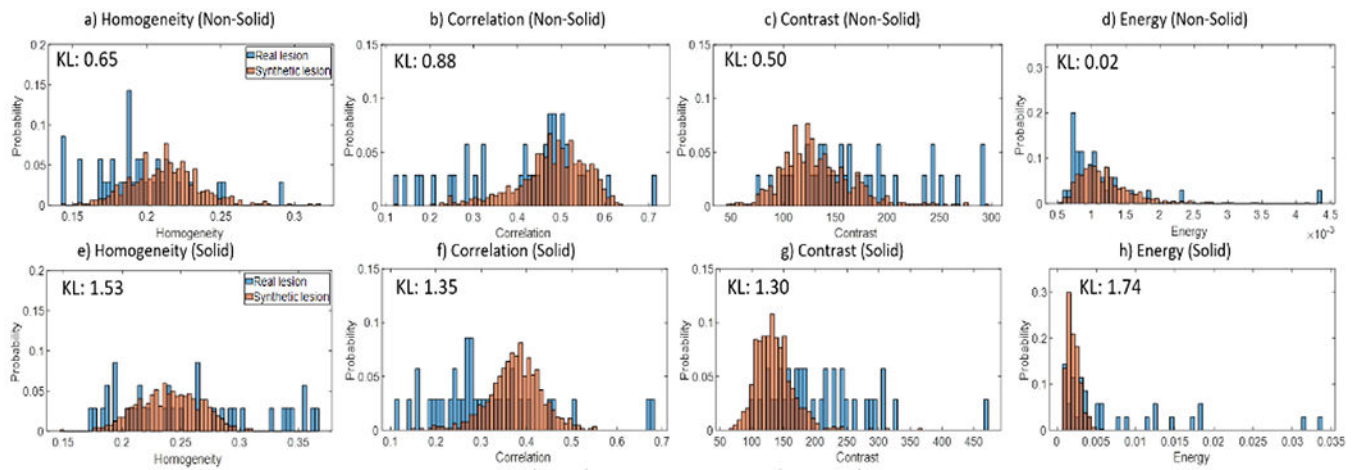 a) Homogeneity (Non-Solid)
b) Correlation (Non-Solid)
c) Contrast (Non-Solid)
d) Energy (Non-Solid)
KL: 0.65
Real lesion
Synthetic lesion
KL: 0.88
KL: 0.50
KL: 0.02
Probability
0.2
0.15
0.1
0.05
0
0.15 0.2 0.25 0.3
Homogeneity
Probability
0.15
0.1
0.05
0
0.1 0.2 0.3 0.4 0.5 0.6 0.7
Correlation
Probability
0.15
0.1
0.05
0
50 100 150 200 250 300
Contrast
Probability
0.3
0.2
0.1
0
0.5 1 1.5 2 2.5 3 3.5 4 4.5
Energy
×10⁻³
e) Homogeneity (Solid)
f) Correlation (Solid)
g) Contrast (Solid)
h) Energy (Solid)
KL: 1.53
Real lesion
Synthetic lesion
KL: 1.35
KL: 1.30
KL: 1.74
Probability
0.2
0.15
0.1
0.05
0
0.15 0.2 0.25 0.3 0.35
Homogeneity
Probability
0.15
0.1
0.05
0
0.1 0.2 0.3 0.4 0.5 0.6 0.7
Correlation
Probability
0.15
0.1
0.05
0
50 100 150 200 250 300 350 400 450
Contrast
Probability
0.3
0.2
0.1
0
0 0.005 0.01 0.015 0.02 0.025 0.03 0.035
Energy